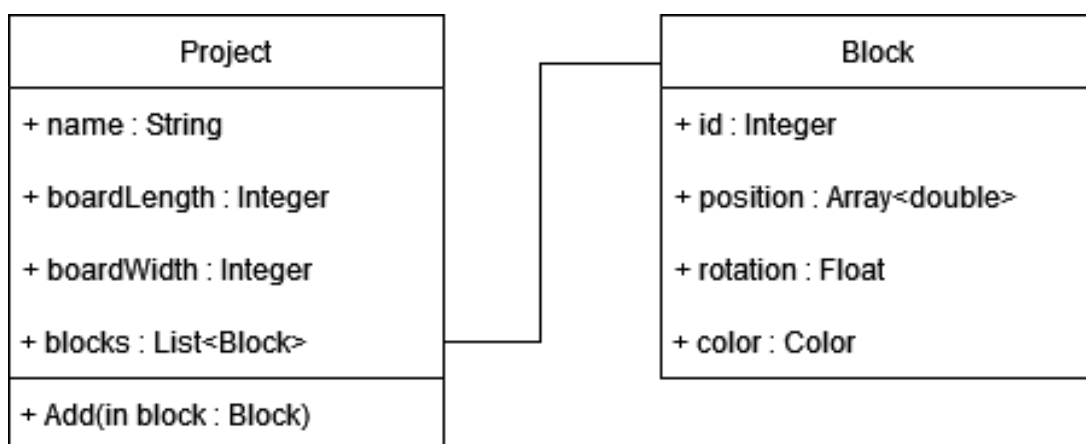 Project
+ name : String
+ boardLength : Integer
+ boardWidth : Integer
+ blocks : List<Block>
+ Add(in block : Block)
Block
+ id : Integer
+ position : Array<double>
+ rotation : Float
+ color : Color